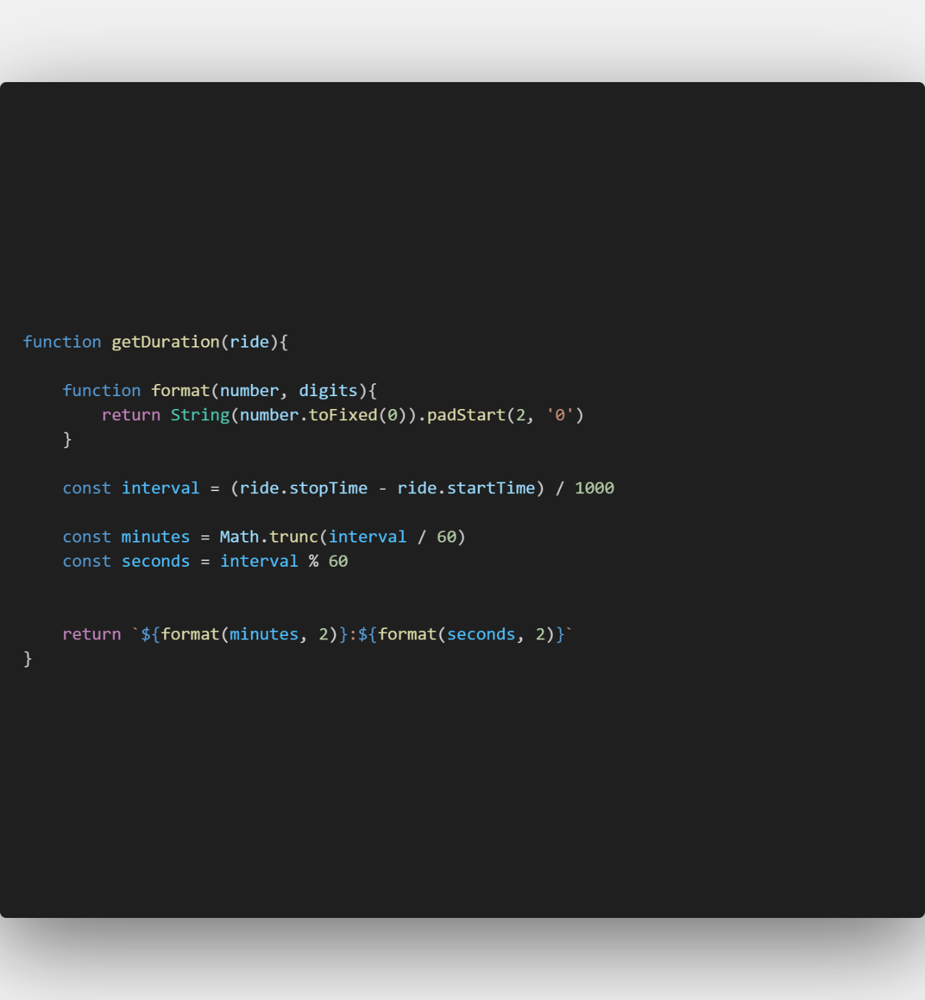 function getDuration(ride){
    function format(number, digits){
        return String(number.toFixed(0)).padStart(2, '0')
    }
    const interval = (ride.stopTime - ride.startTime) / 1000
    const minutes = Math.trunc(interval / 60)
    const seconds = interval % 60
    return `${format(minutes, 2)}:${format(seconds, 2)}`
}